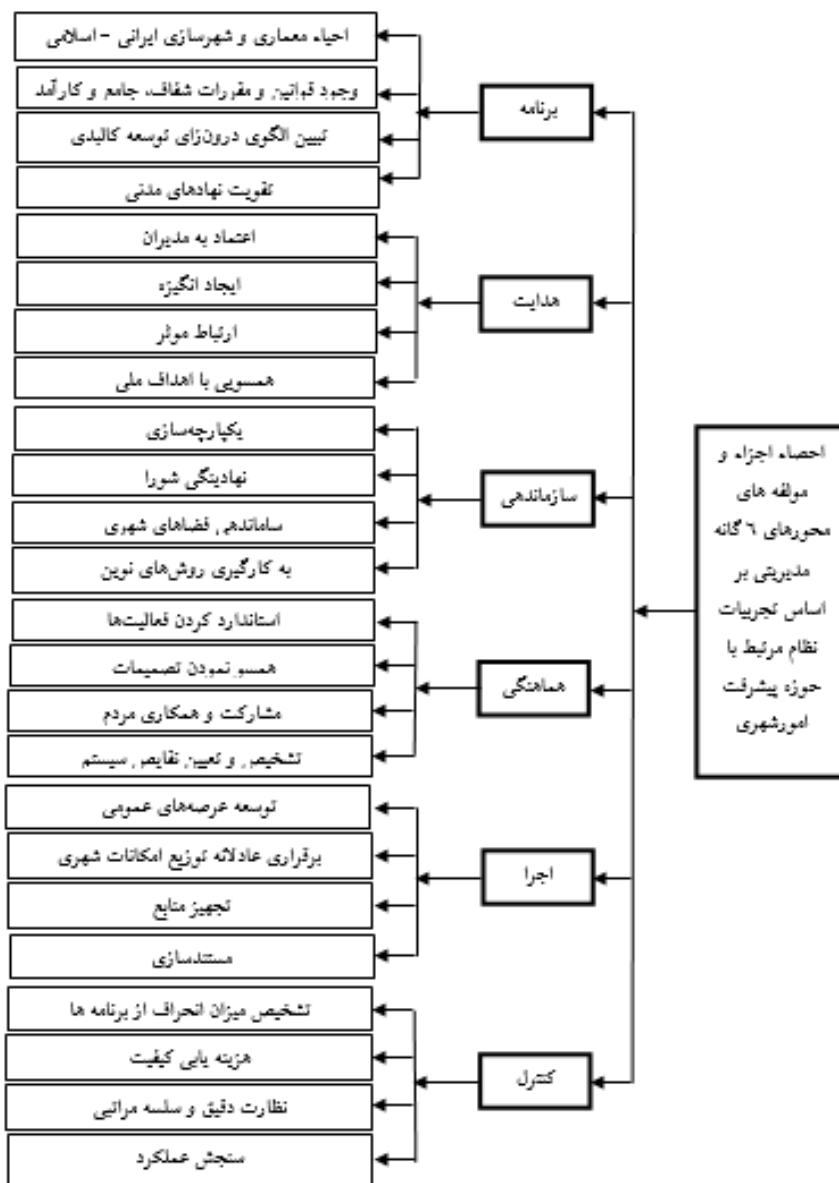 احصاء اجزاء و
مولفه های
محورهای ٦ گانه
مدیریتی بر
اساس تجربیات
نظام مرتبط با
حوزه پیشرفت
امورشهری
برنامه
احیاء معماری و شهرسازی ایرانی – اسلامی
وجود قوانین و مقررات شفاف، جامع و کارآمد
تبیین الگوی درون‌زای توسعه کالبدی
تقویت نهادهای مدنی
هدایت
اعتماد به مدیران
ایجاد انگیزه
ارتباط موثر
همسویی با اهداف ملی
سازماندهی
یکپارچه‌سازی
نهادینگی شورا
ساماندهی فضاهای شهری
به کارگیری روش‌های نوین
هماهنگی
استاندارد کردن فعالیت‌ها
همسو نمودن تصمیمات
مشارکت و همکاری مردم
تشخیص و تعیین نقایص سیستم
اجرا
توسعه عرصه‌های عمومی
برقراری عادلانه توزیع امکانات شهری
تجهیز منابع
مستندسازی
کنترل
تشخیص میزان انحراف از برنامه ها
هزینه یابی کیفیت
نظارت دقیق و سلسه مراتبی
سنجش عملکرد